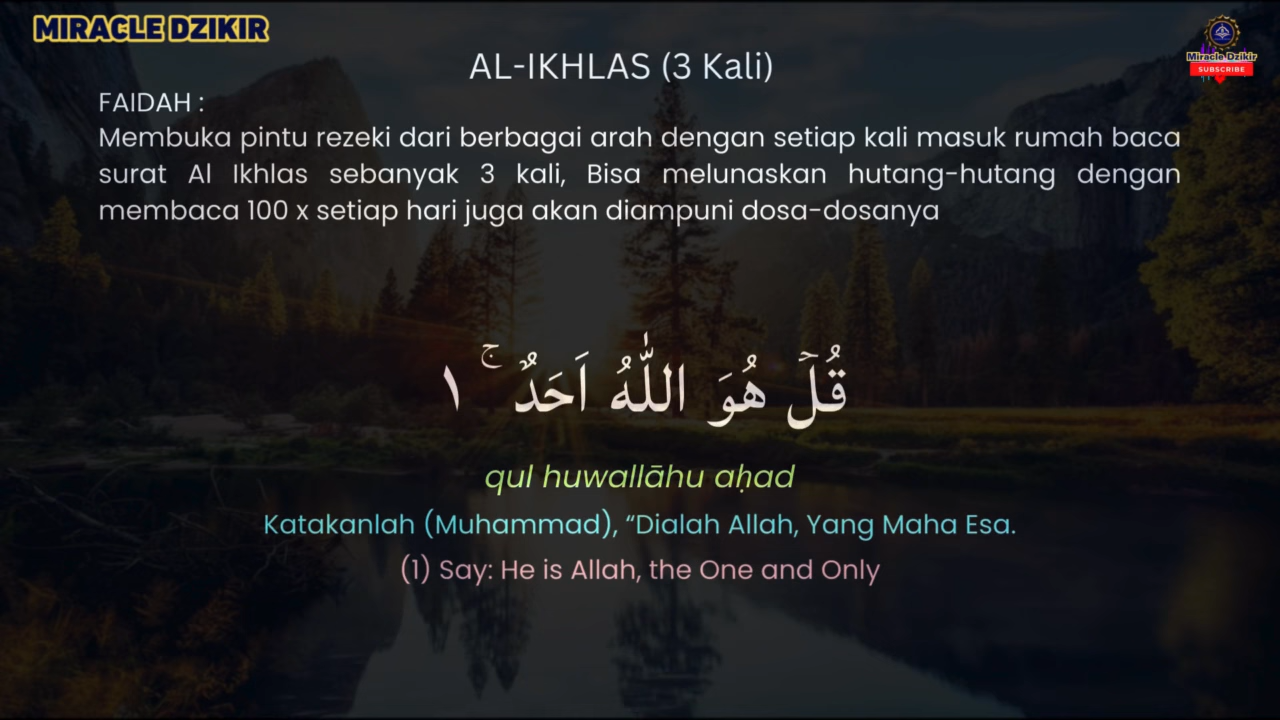 MIRACLE DZIKIR
Miracle Dzikir
SUBSCRIBE
AL-IKHLAS (3 Kali)
FAIDAH :
Membuka pintu rezeki dari berbagai arah dengan setiap kali masuk rumah baca
surat Al Ikhlas sebanyak 3 kali, Bisa melunaskan hutang-hutang dengan
membaca 100 x setiap hari juga akan diampuni dosa-dosanya
قُلْ هُوَ اللّٰهُ اَحَدٌۚ ١
qul huwallāhu aḥad
Katakanlah (Muhammad), “Dialah Allah, Yang Maha Esa.
(1) Say: He is Allah, the One and Only